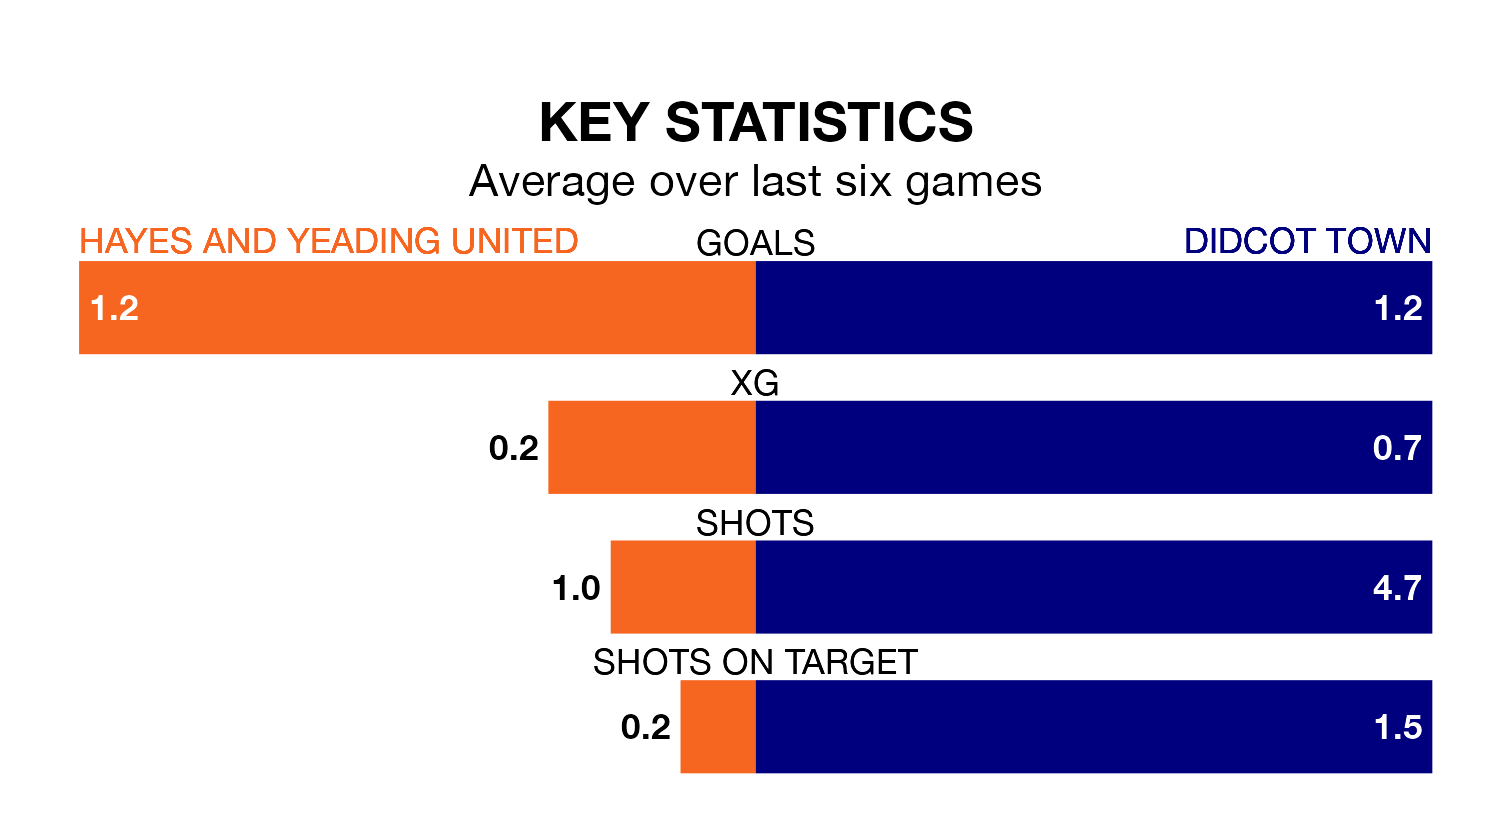 KEY STATISTICS
Average over last six games
HAYES AND YEADING UNITED GOALS DIDCOT TOWN
1.2 1.2
XG
0.2 0.7
SHOTS
1.0 4.7
SHOTS ON TARGET
0.2 1.5